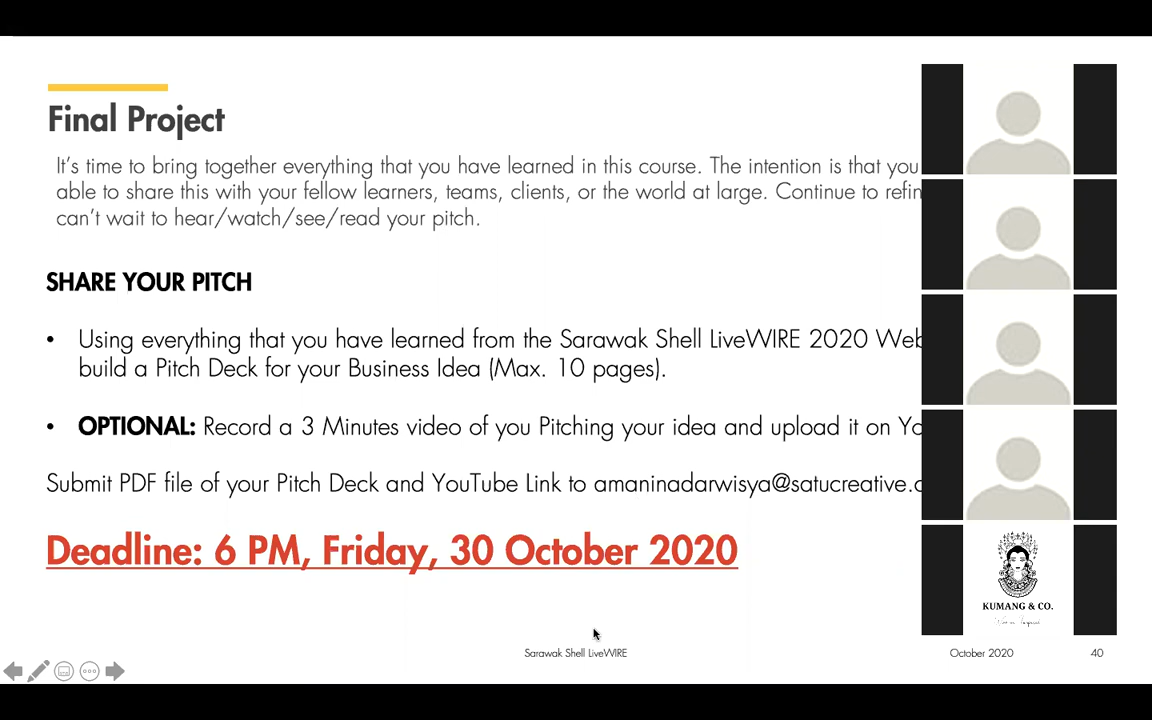 Final Project
It's time to bring together everything that you have learned in this course. The intention is that you
able to share this with your fellow learners, teams, clients, or the world at large. Continue to refin
can't wait to hear/watch/see/read your pitch.
SHARE YOUR PITCH
• Using everything that you have learned from the Sarawak Shell LiveWIRE 2020 Web
build a Pitch Deck for your Business Idea (Max. 10 pages).
• OPTIONAL: Record a 3 Minutes video of you Pitching your idea and upload it on Yo
Submit PDF file of your Pitch Deck and YouTube Link to amaninadarwisya@satucreative.c
Deadline: 6 PM, Friday, 30 October 2020
KUMANG & CO.
Sarawak Shell LiveWIRE
October 2020
40